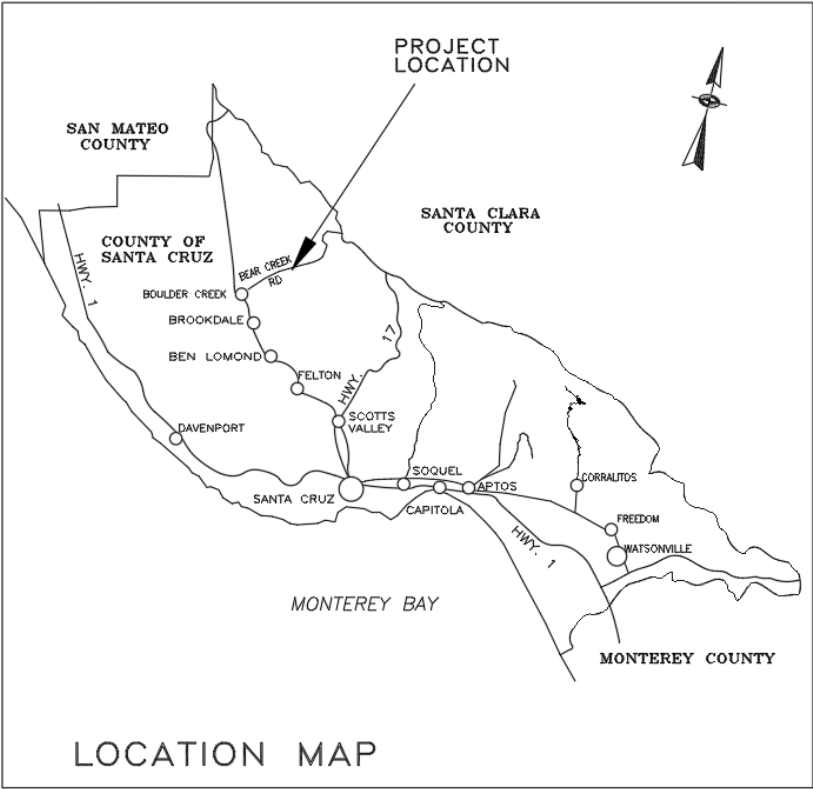 PROJECT
LOCATION
SAN MATEO
COUNTY
SANTA CLARA
COUNTY
COUNTY OF
SANTA CRUZ
HWY. 1
BEAR CREEK
RD
BOULDER CREEK
BROOKDALE
BEN LOMOND
FELTON
HWY. 17
SCOTTS
VALLEY
DAVENPORT
SANTA CRUZ
SOQUEL
CAPITOLA
APTOS
CORRALITOS
FREEDOM
WATSONVILLE
HWY. 1
MONTEREY BAY
MONTEREY COUNTY
LOCATION MAP